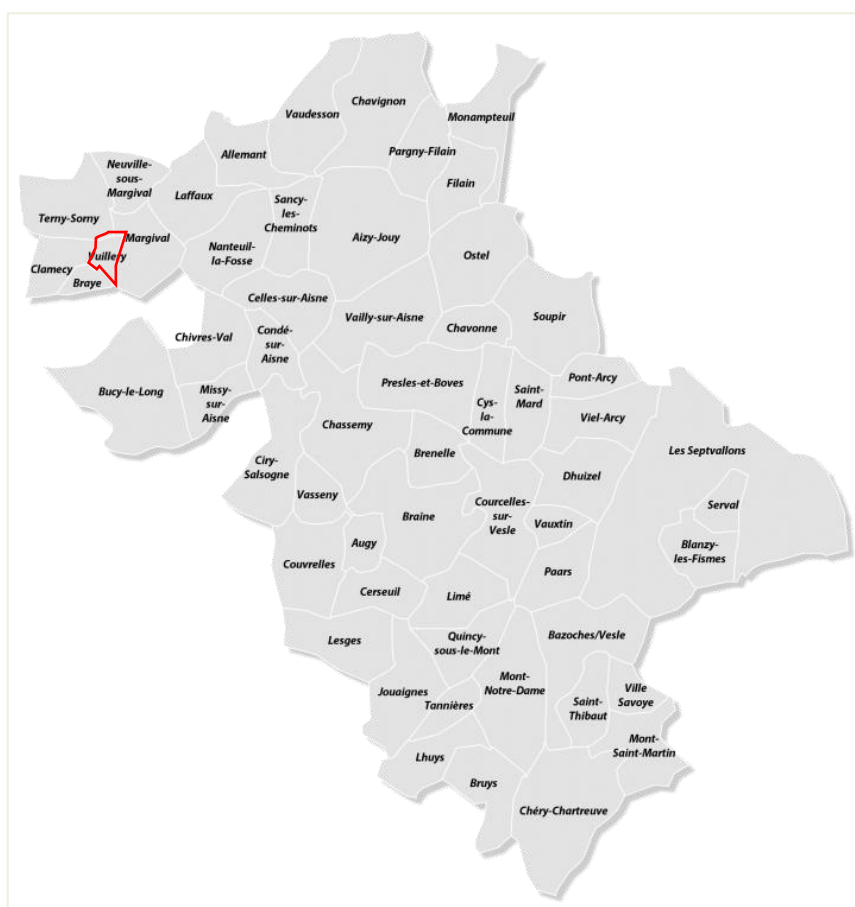 Chavignon
Vaudesson
Monampteuil
Pargny-Filain
Allemant
Neuville-
sous-
Margival
Laffaux
Filain
Sancy-
les-
Cheminots
Terny-Sorny
Margival
Aizy-Jouy
Nanteuil-
la-Fosse
Ostel
Vuillery
Clamecy
Braye
Celles-sur-Aisne
Vailly-sur-Aisne
Soupir
Chavonne
Chivres-Val
Condé-
sur-
Aisne
Pont-Arcy
Presles-et-Boves
Saint-
Mard
Bucy-le-Long
Missy-
sur-
Aisne
Cys-
la-
Commune
Viel-Arcy
Chassemy
Brenelle
Les Septvallons
Ciry-
Salsogne
Dhuizel
Vasseny
Courcelles-
sur-
Vesle
Serval
Braine
Vauxtin
Augy
Blanzy-
les-Fismes
Couvrelles
Paars
Cerseuil
Limé
Lesges
Quincy-
sous-le-Mont
Bazoches/Vesle
Mont-
Notre-Dame
Jouaignes
Tannières
Saint-
Thibaut
Ville
Savoye
Mont-
Saint-Martin
Lhuys
Bruys
Chéry-Chartreuve